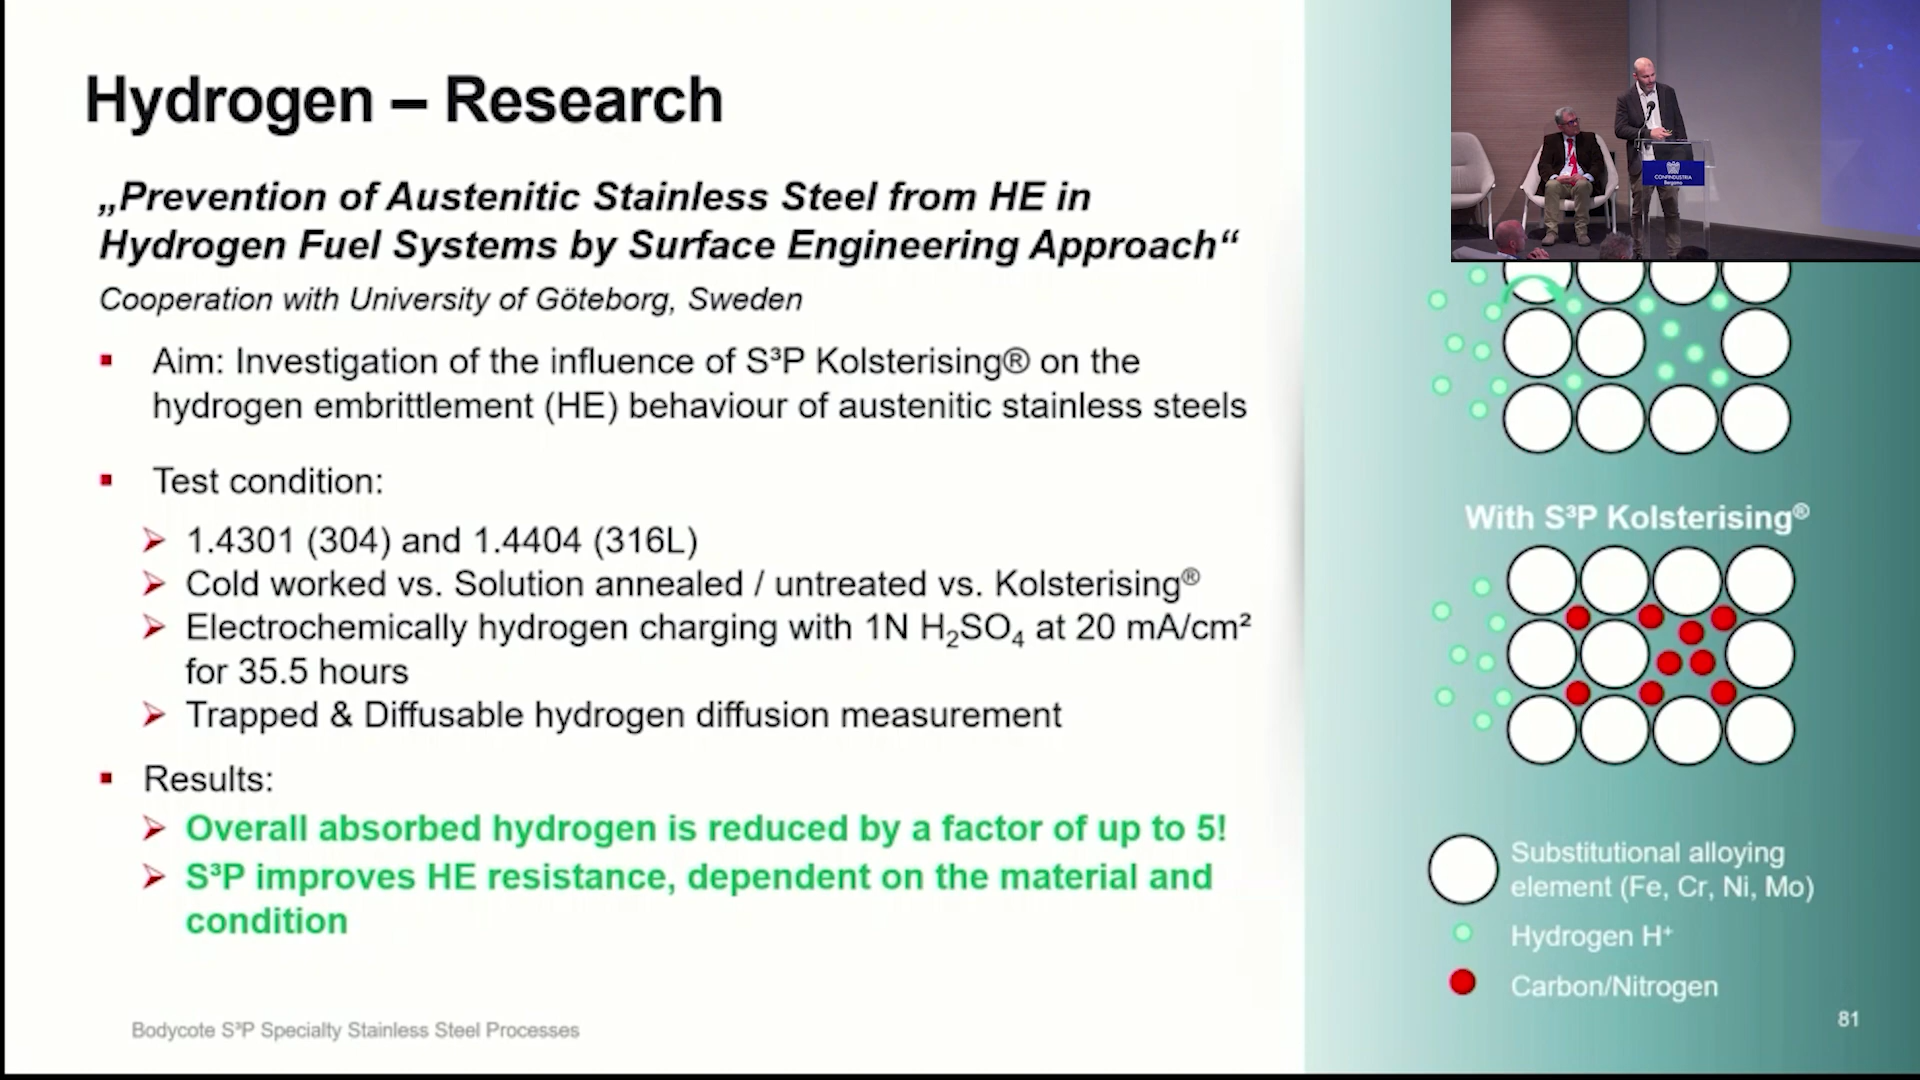 Hydrogen – Research
„Prevention of Austenitic Stainless Steel from HE in
Hydrogen Fuel Systems by Surface Engineering Approach“
Cooperation with University of Göteborg, Sweden
Aim: Investigation of the influence of S³P Kolsterising® on the
hydrogen embrittlement (HE) behaviour of austenitic stainless steels
Test condition:
1.4301 (304) and 1.4404 (316L)
Cold worked vs. Solution annealed / untreated vs. Kolsterising®
Electrochemically hydrogen charging with 1N H₂SO₄ at 20 mA/cm²
for 35.5 hours
Trapped & Diffusable hydrogen diffusion measurement
Results:
Overall absorbed hydrogen is reduced by a factor of up to 5!
S³P improves HE resistance, dependent on the material and
condition
Bodycote S³P Specialty Stainless Steel Processes
CONFINDUSTRIA
Bergamo
With S³P Kolsterising®
Substitutional alloying
element (Fe, Cr, Ni, Mo)
Hydrogen H⁺
Carbon/Nitrogen
81